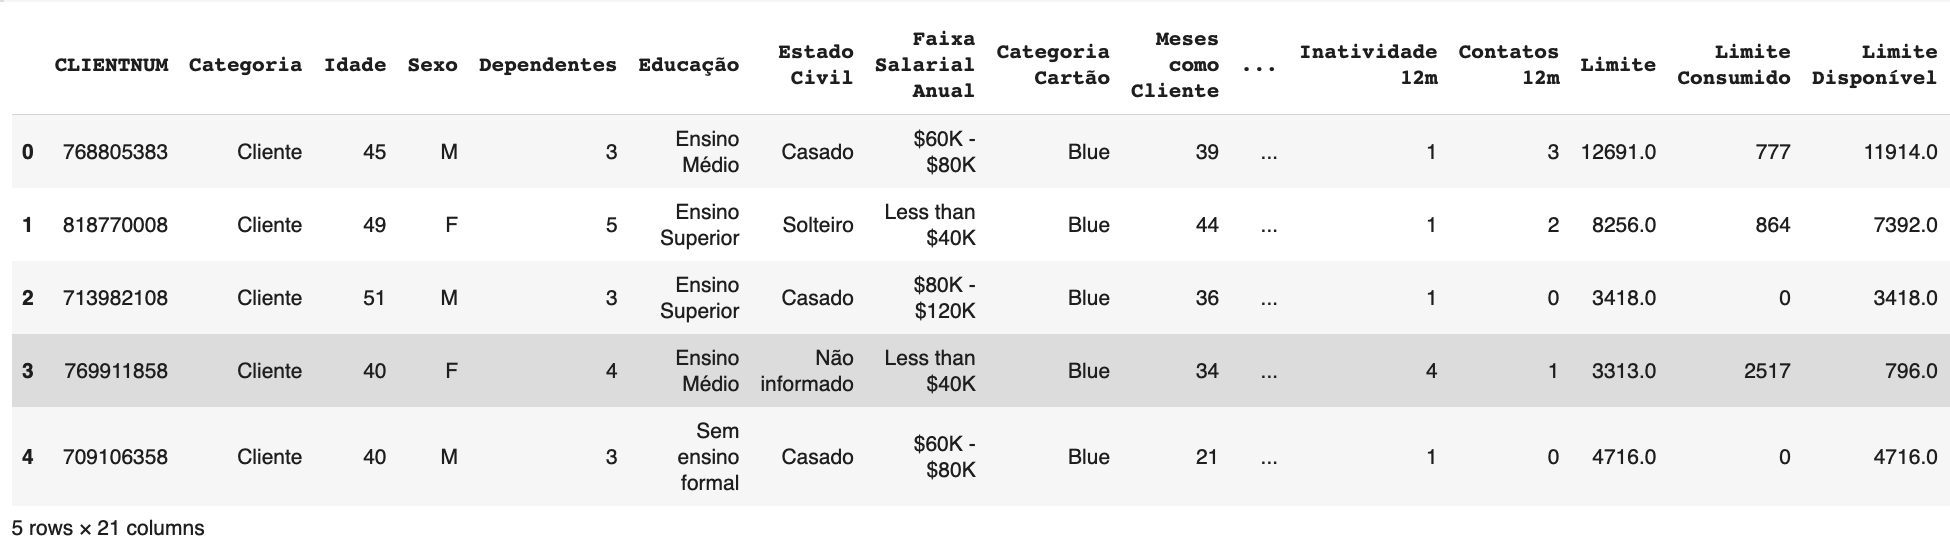 CLIENTNUM Categoria Idade Sexo Dependentes Educação Estado Civil Faixa Salarial Anual Categoria Cartão Meses como Cliente ... Inatividade 12m Contatos 12m Limite Limite Consumido Limite Disponível
0 768805383 Cliente 45 M 3 Ensino Médio Casado $60K - $80K Blue 39 ... 1 3 12691.0 777 11914.0
1 818770008 Cliente 49 F 5 Ensino Superior Solteiro Less than $40K Blue 44 ... 1 2 8256.0 864 7392.0
2 713982108 Cliente 51 M 3 Ensino Superior Casado $80K - $120K Blue 36 ... 1 0 3418.0 0 3418.0
3 769911858 Cliente 40 F 4 Ensino Médio Não informado Less than $40K Blue 34 ... 4 1 3313.0 2517 796.0
4 709106358 Cliente 40 M 3 Sem ensino formal Casado $60K - $80K Blue 21 ... 1 0 4716.0 0 4716.0
5 rows × 21 columns